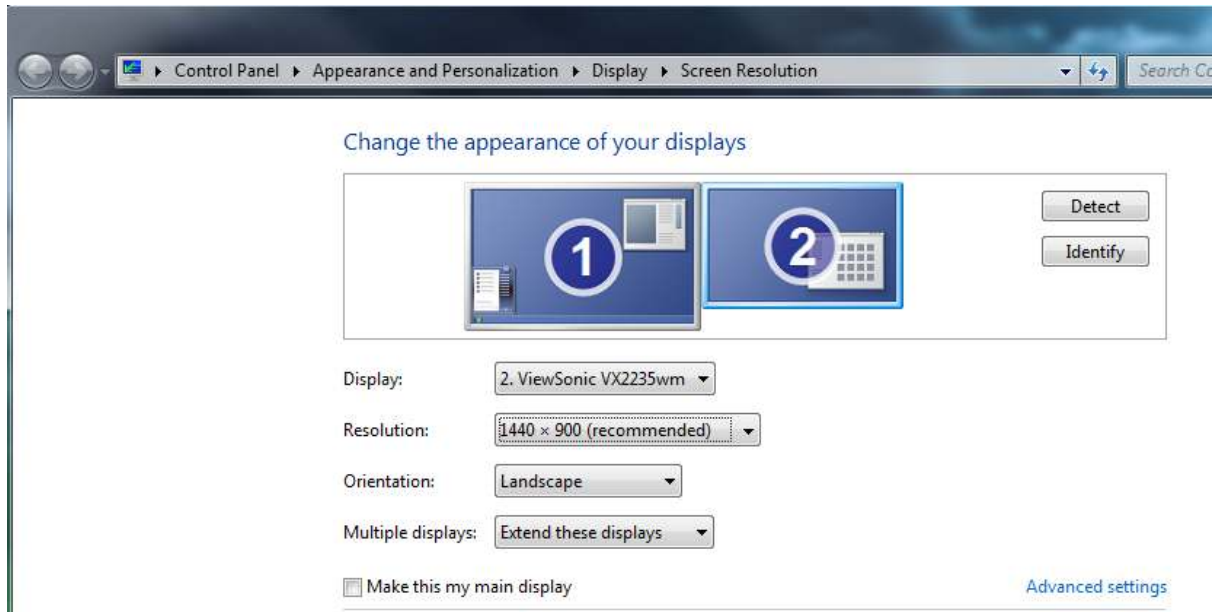 Control Panel ▸ Appearance and Personalization ▸ Display ▸ Screen Resolution
Search Co
Change the appearance of your displays
1
2
Detect
Identify
Display: 2. ViewSonic VX2235wm
Resolution: 1440 × 900 (recommended)
Orientation: Landscape
Multiple displays: Extend these displays
Make this my main display
Advanced settings